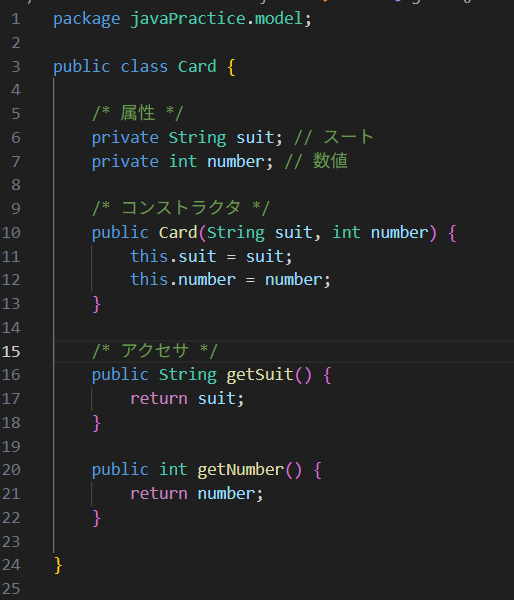 1 package javaPractice.model;
2
3 public class Card {
4
5 /* 属性 */
6 private String suit; // スート
7 private int number; // 数値
8
9 /* コンストラクタ */
10 public Card(String suit, int number) {
11 this.suit = suit;
12 this.number = number;
13 }
14
15 /* アクセサ */
16 public String getSuit() {
17 return suit;
18 }
19
20 public int getNumber() {
21 return number;
22 }
23
24 }
25